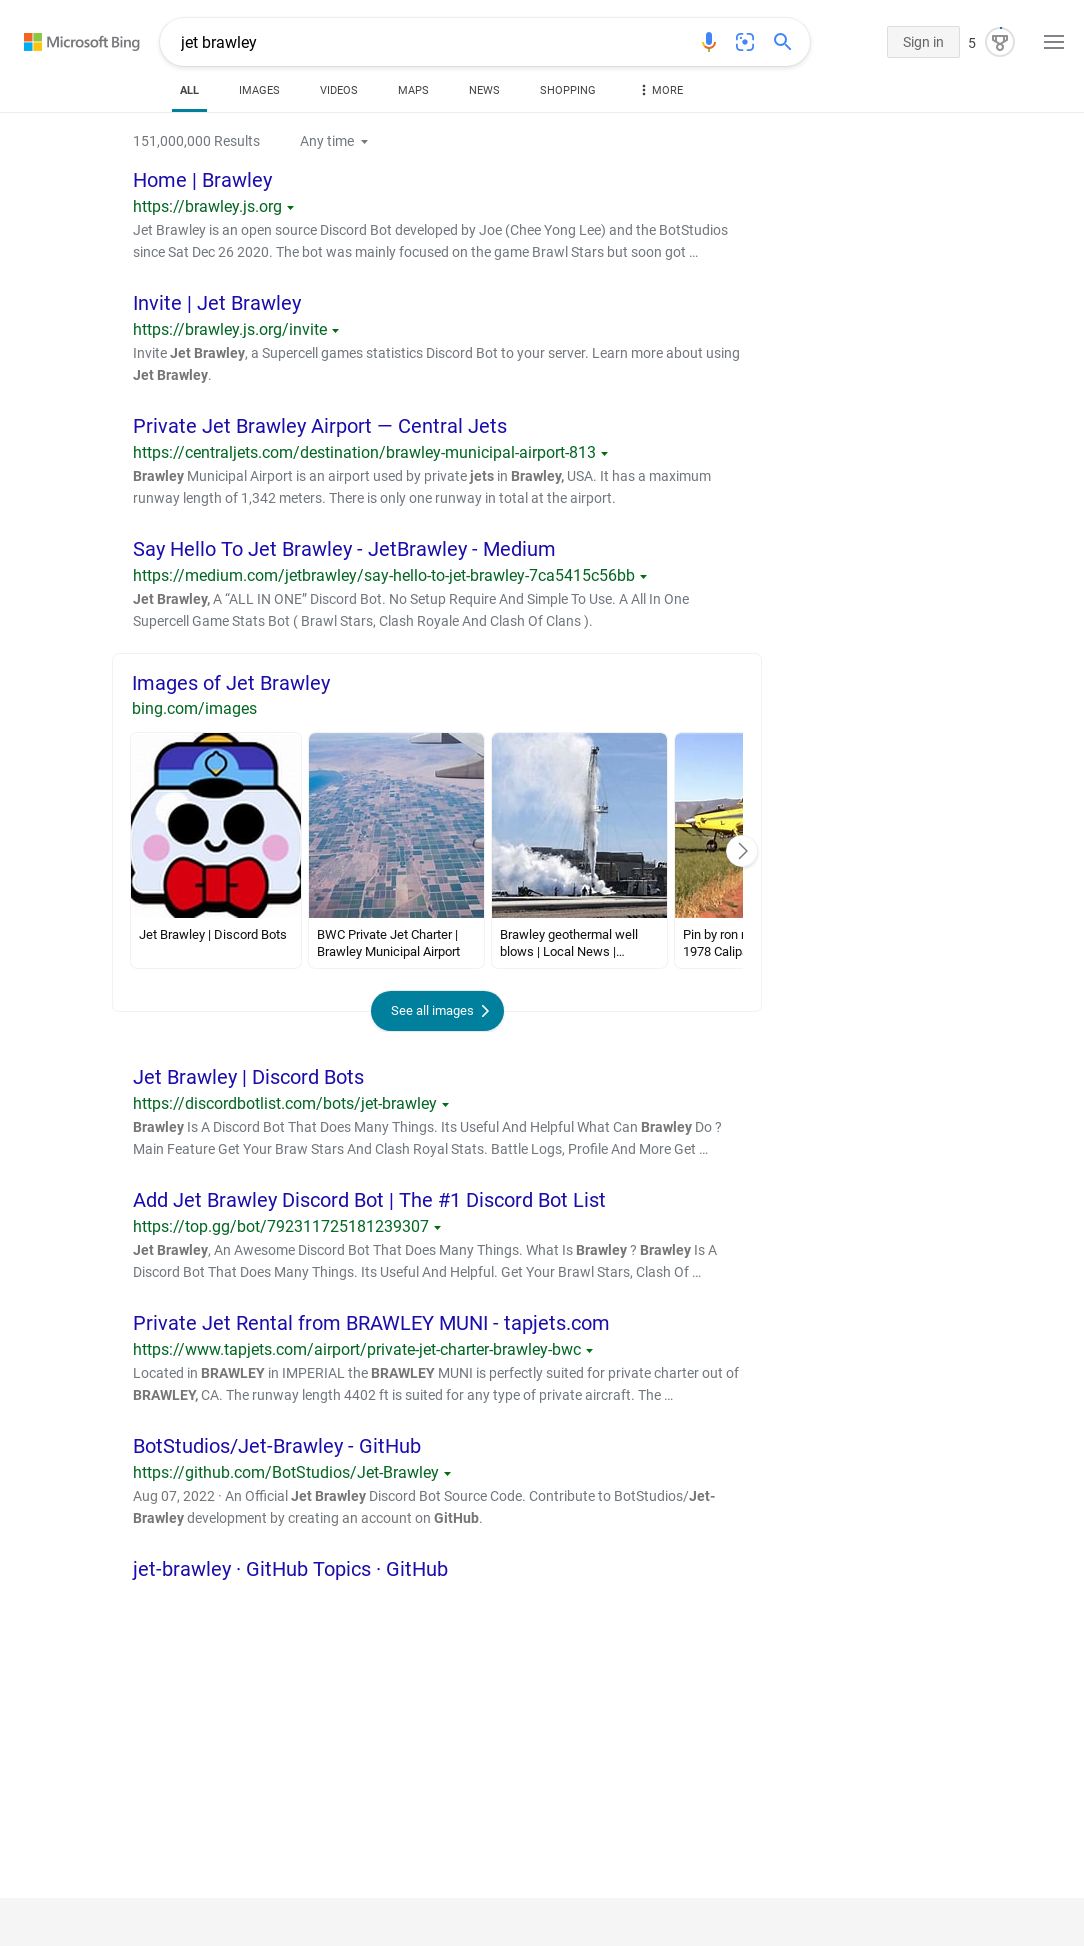 Microsoft Bing
jet brawley
Sign in
5
ALL
IMAGES
VIDEOS
MAPS
NEWS
SHOPPING
MORE
151,000,000 Results
Any time
Home | Brawley
https://brawley.js.org
Jet Brawley is an open source Discord Bot developed by Joe (Chee Yong Lee) and the BotStudios
since Sat Dec 26 2020. The bot was mainly focused on the game Brawl Stars but soon got …
Invite | Jet Brawley
https://brawley.js.org/invite
Invite Jet Brawley, a Supercell games statistics Discord Bot to your server. Learn more about using
Jet Brawley.
Private Jet Brawley Airport — Central Jets
https://centraljets.com/destination/brawley-municipal-airport-813
Brawley Municipal Airport is an airport used by private jets in Brawley, USA. It has a maximum
runway length of 1,342 meters. There is only one runway in total at the airport.
Say Hello To Jet Brawley - JetBrawley - Medium
https://medium.com/jetbrawley/say-hello-to-jet-brawley-7ca5415c56bb
Jet Brawley, A “ALL IN ONE” Discord Bot. No Setup Require And Simple To Use. A All In One
Supercell Game Stats Bot ( Brawl Stars, Clash Royale And Clash Of Clans ).
Images of Jet Brawley
bing.com/images
Jet Brawley | Discord Bots
BWC Private Jet Charter |
Brawley Municipal Airport
Brawley geothermal well
blows | Local News |…
Pin by ron
1978 Calip
See all images
Jet Brawley | Discord Bots
https://discordbotlist.com/bots/jet-brawley
Brawley Is A Discord Bot That Does Many Things. Its Useful And Helpful What Can Brawley Do ?
Main Feature Get Your Braw Stars And Clash Royal Stats. Battle Logs, Profile And More Get …
Add Jet Brawley Discord Bot | The #1 Discord Bot List
https://top.gg/bot/792311725181239307
Jet Brawley, An Awesome Discord Bot That Does Many Things. What Is Brawley ? Brawley Is A
Discord Bot That Does Many Things. Its Useful And Helpful. Get Your Brawl Stars, Clash Of …
Private Jet Rental from BRAWLEY MUNI - tapjets.com
https://www.tapjets.com/airport/private-jet-charter-brawley-bwc
Located in BRAWLEY in IMPERIAL the BRAWLEY MUNI is perfectly suited for private charter out of
BRAWLEY, CA. The runway length 4402 ft is suited for any type of private aircraft. The …
BotStudios/Jet-Brawley - GitHub
https://github.com/BotStudios/Jet-Brawley
Aug 07, 2022 · An Official Jet Brawley Discord Bot Source Code. Contribute to BotStudios/Jet-
Brawley development by creating an account on GitHub.
jet-brawley · GitHub Topics · GitHub